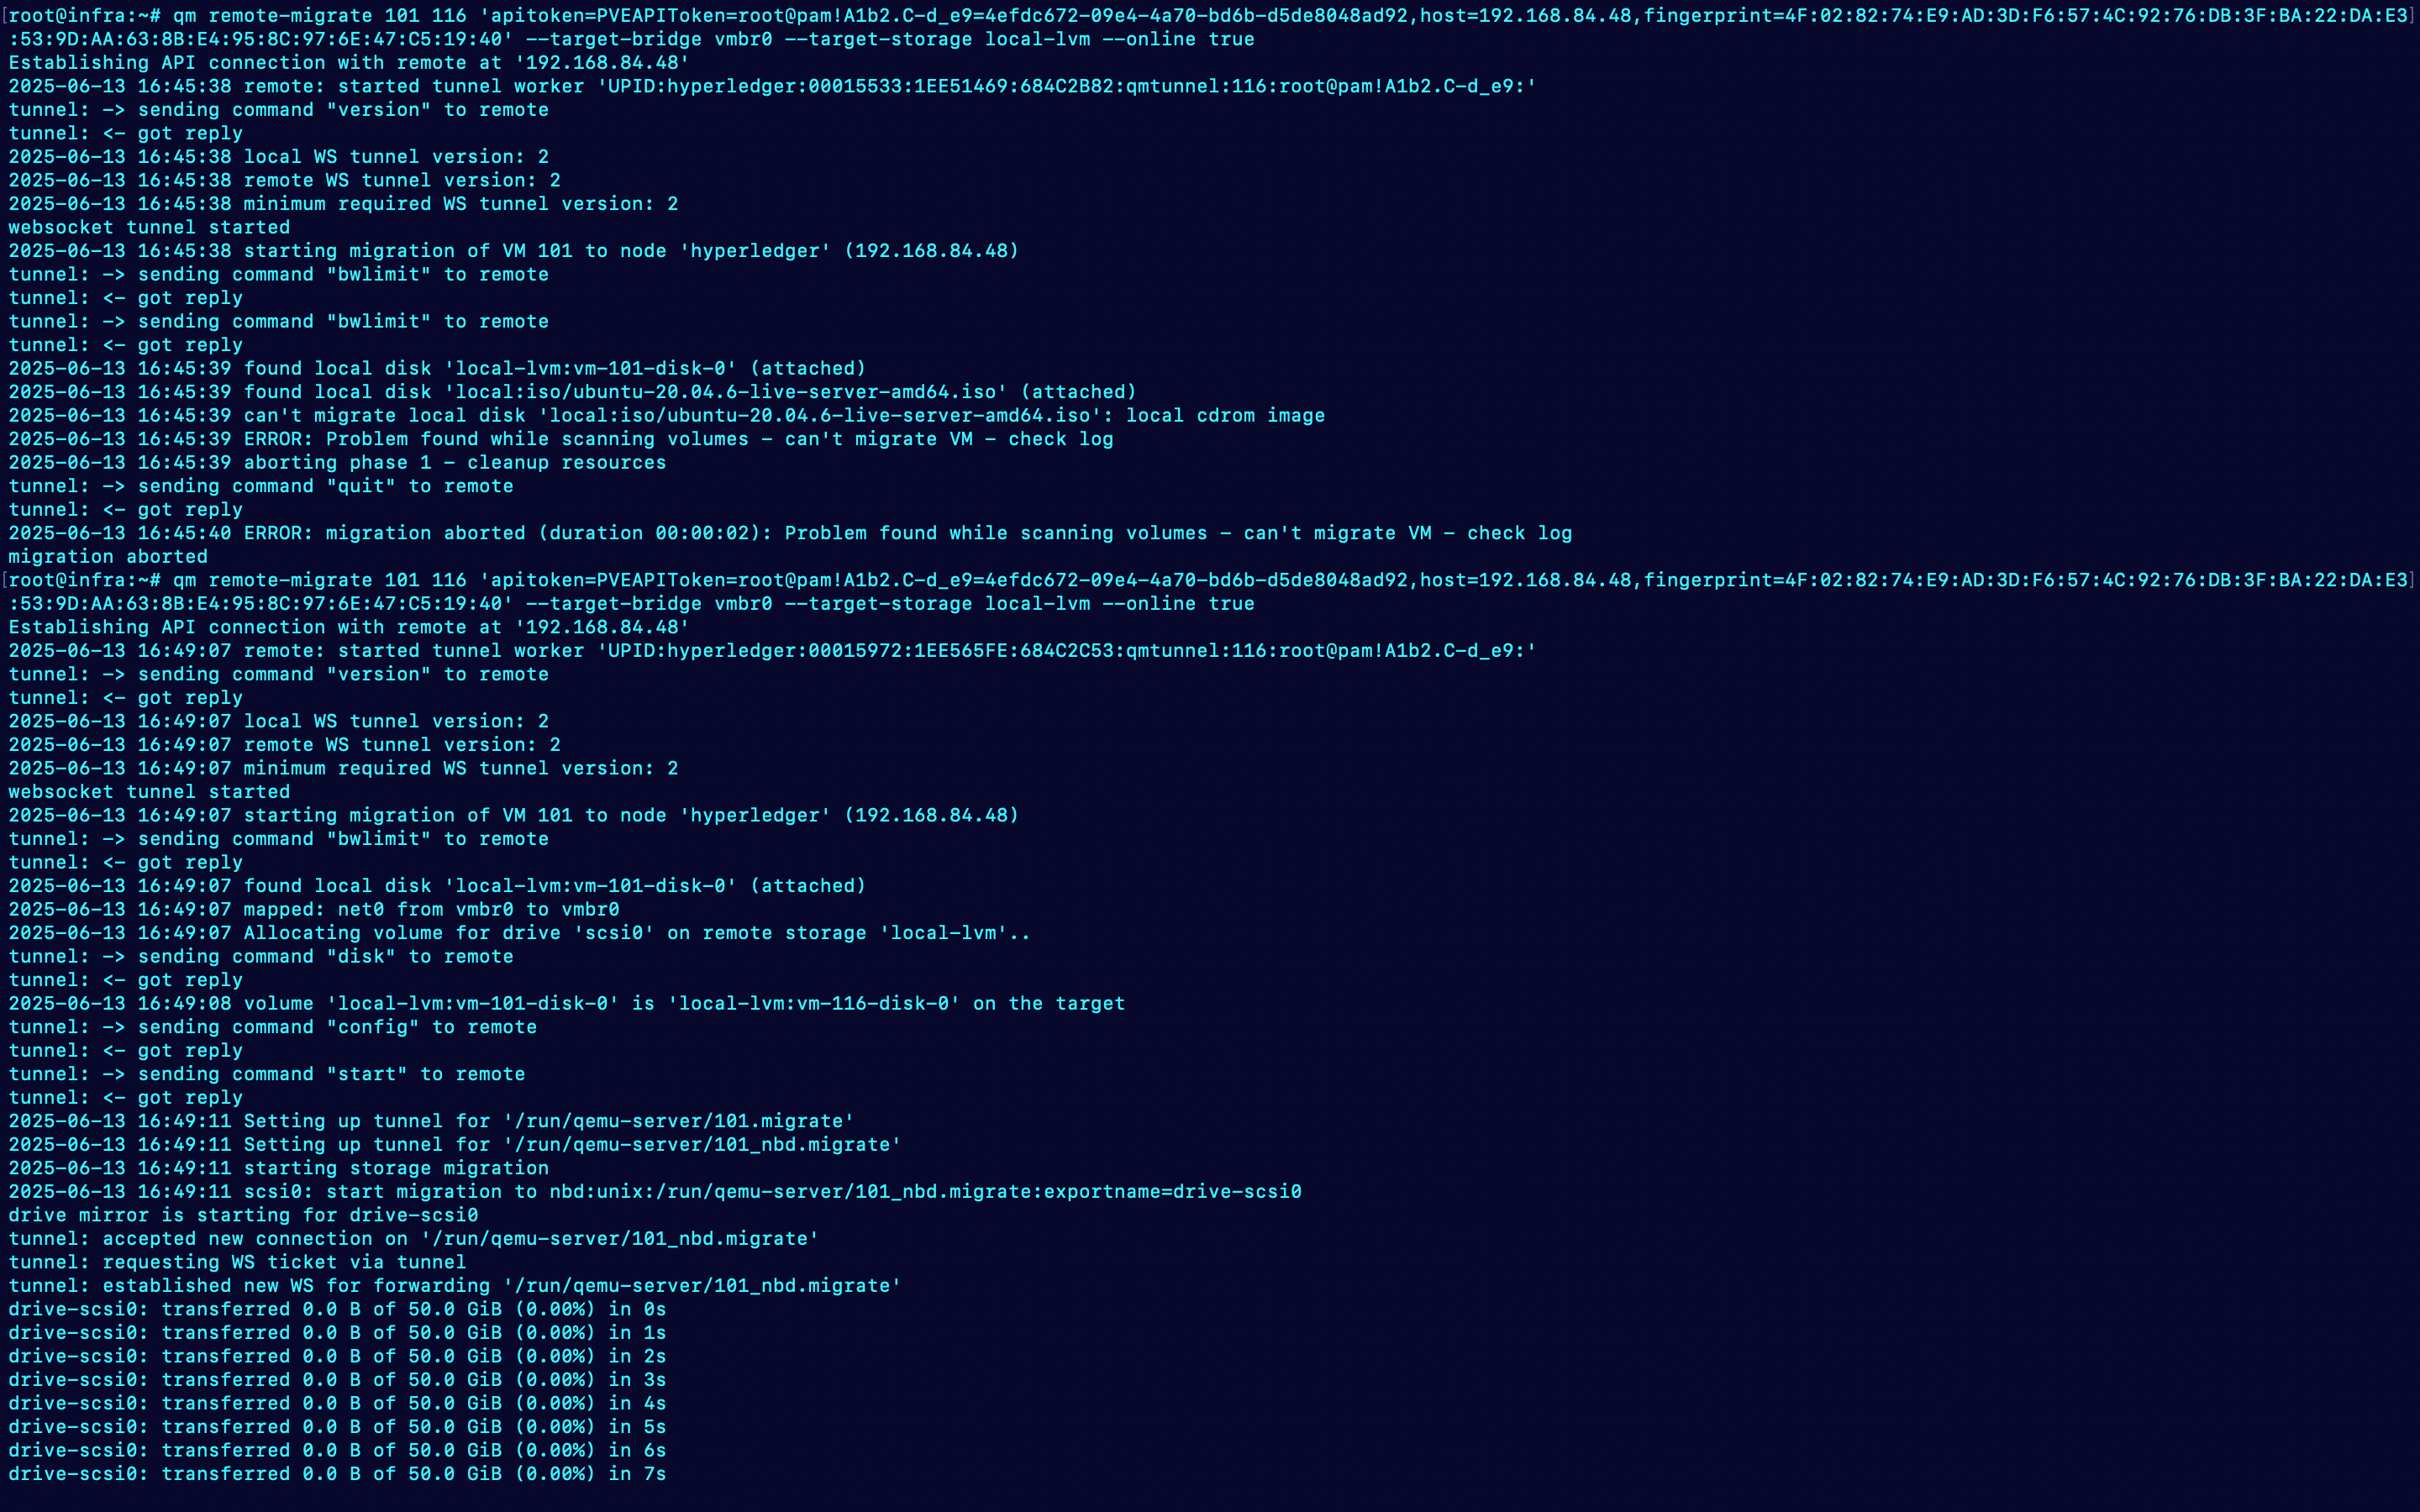 [root@infra:~# qm remote-migrate 101 116 'apitoken=PVEAPIToken=root@pam!A1b2.C-d_e9=4efdc672-09e4-4a70-bd6b-d5de8048ad92,host=192.168.84.48,fingerprint=4F:02:82:74:E9:AD:3D:F6:57:4C:92:76:DB:3F:BA:22:DA:E3]
:53:9D:AA:63:8B:E4:95:8C:97:6E:47:C5:19:40' --target-bridge vmbr0 --target-storage local-lvm --online true
Establishing API connection with remote at '192.168.84.48'
2025-06-13 16:45:38 remote: started tunnel worker 'UPID:hyperledger:00015533:1EE51469:684C2B82:qmtunnel:116:root@pam!A1b2.C-d_e9:'
tunnel: -> sending command "version" to remote
tunnel: <- got reply
2025-06-13 16:45:38 local WS tunnel version: 2
2025-06-13 16:45:38 remote WS tunnel version: 2
2025-06-13 16:45:38 minimum required WS tunnel version: 2
websocket tunnel started
2025-06-13 16:45:38 starting migration of VM 101 to node 'hyperledger' (192.168.84.48)
tunnel: -> sending command "bwlimit" to remote
tunnel: <- got reply
tunnel: -> sending command "bwlimit" to remote
tunnel: <- got reply
2025-06-13 16:45:39 found local disk 'local-lvm:vm-101-disk-0' (attached)
2025-06-13 16:45:39 found local disk 'local:iso/ubuntu-20.04.6-live-server-amd64.iso' (attached)
2025-06-13 16:45:39 can't migrate local disk 'local:iso/ubuntu-20.04.6-live-server-amd64.iso': local cdrom image
2025-06-13 16:45:39 ERROR: Problem found while scanning volumes - can't migrate VM - check log
2025-06-13 16:45:39 aborting phase 1 - cleanup resources
tunnel: -> sending command "quit" to remote
tunnel: <- got reply
2025-06-13 16:45:40 ERROR: migration aborted (duration 00:00:02): Problem found while scanning volumes - can't migrate VM - check log
migration aborted
[root@infra:~# qm remote-migrate 101 116 'apitoken=PVEAPIToken=root@pam!A1b2.C-d_e9=4efdc672-09e4-4a70-bd6b-d5de8048ad92,host=192.168.84.48,fingerprint=4F:02:82:74:E9:AD:3D:F6:57:4C:92:76:DB:3F:BA:22:DA:E3]
:53:9D:AA:63:8B:E4:95:8C:97:6E:47:C5:19:40' --target-bridge vmbr0 --target-storage local-lvm --online true
Establishing API connection with remote at '192.168.84.48'
2025-06-13 16:49:07 remote: started tunnel worker 'UPID:hyperledger:00015972:1EE565FE:684C2C53:qmtunnel:116:root@pam!A1b2.C-d_e9:'
tunnel: -> sending command "version" to remote
tunnel: <- got reply
2025-06-13 16:49:07 local WS tunnel version: 2
2025-06-13 16:49:07 remote WS tunnel version: 2
2025-06-13 16:49:07 minimum required WS tunnel version: 2
websocket tunnel started
2025-06-13 16:49:07 starting migration of VM 101 to node 'hyperledger' (192.168.84.48)
tunnel: -> sending command "bwlimit" to remote
tunnel: <- got reply
2025-06-13 16:49:07 found local disk 'local-lvm:vm-101-disk-0' (attached)
2025-06-13 16:49:07 mapped: net0 from vmbr0 to vmbr0
2025-06-13 16:49:07 Allocating volume for drive 'scsi0' on remote storage 'local-lvm'..
tunnel: -> sending command "disk" to remote
tunnel: <- got reply
2025-06-13 16:49:08 volume 'local-lvm:vm-101-disk-0' is 'local-lvm:vm-116-disk-0' on the target
tunnel: -> sending command "config" to remote
tunnel: <- got reply
tunnel: -> sending command "start" to remote
tunnel: <- got reply
2025-06-13 16:49:11 Setting up tunnel for '/run/qemu-server/101.migrate'
2025-06-13 16:49:11 Setting up tunnel for '/run/qemu-server/101_nbd.migrate'
2025-06-13 16:49:11 starting storage migration
2025-06-13 16:49:11 scsi0: start migration to nbd:unix:/run/qemu-server/101_nbd.migrate:exportname=drive-scsi0
drive mirror is starting for drive-scsi0
tunnel: accepted new connection on '/run/qemu-server/101_nbd.migrate'
tunnel: requesting WS ticket via tunnel
tunnel: established new WS for forwarding '/run/qemu-server/101_nbd.migrate'
drive-scsi0: transferred 0.0 B of 50.0 GiB (0.00%) in 0s
drive-scsi0: transferred 0.0 B of 50.0 GiB (0.00%) in 1s
drive-scsi0: transferred 0.0 B of 50.0 GiB (0.00%) in 2s
drive-scsi0: transferred 0.0 B of 50.0 GiB (0.00%) in 3s
drive-scsi0: transferred 0.0 B of 50.0 GiB (0.00%) in 4s
drive-scsi0: transferred 0.0 B of 50.0 GiB (0.00%) in 5s
drive-scsi0: transferred 0.0 B of 50.0 GiB (0.00%) in 6s
drive-scsi0: transferred 0.0 B of 50.0 GiB (0.00%) in 7s